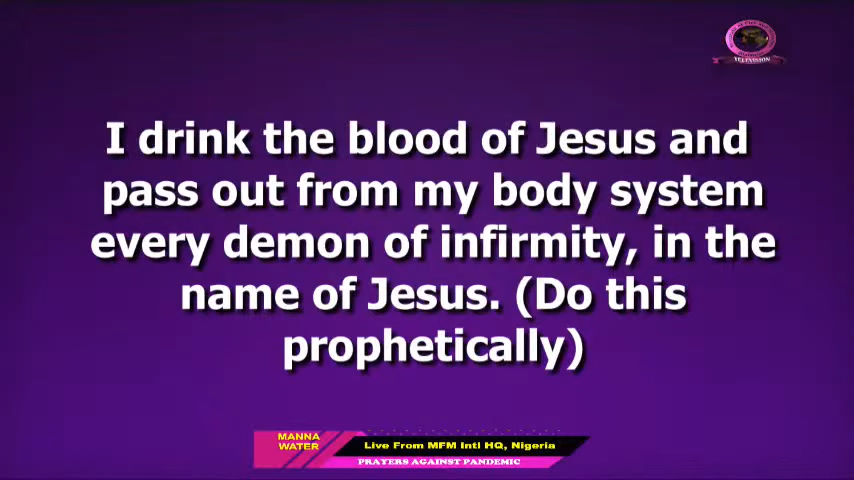 TELEVISION
I drink the blood of Jesus and
pass out from my body system
every demon of infirmity, in the
name of Jesus. (Do this
prophetically)
MANNA
WATER
Live From MFM Intl HQ, Nigeria
PRAYERS AGAINST PANDEMIC